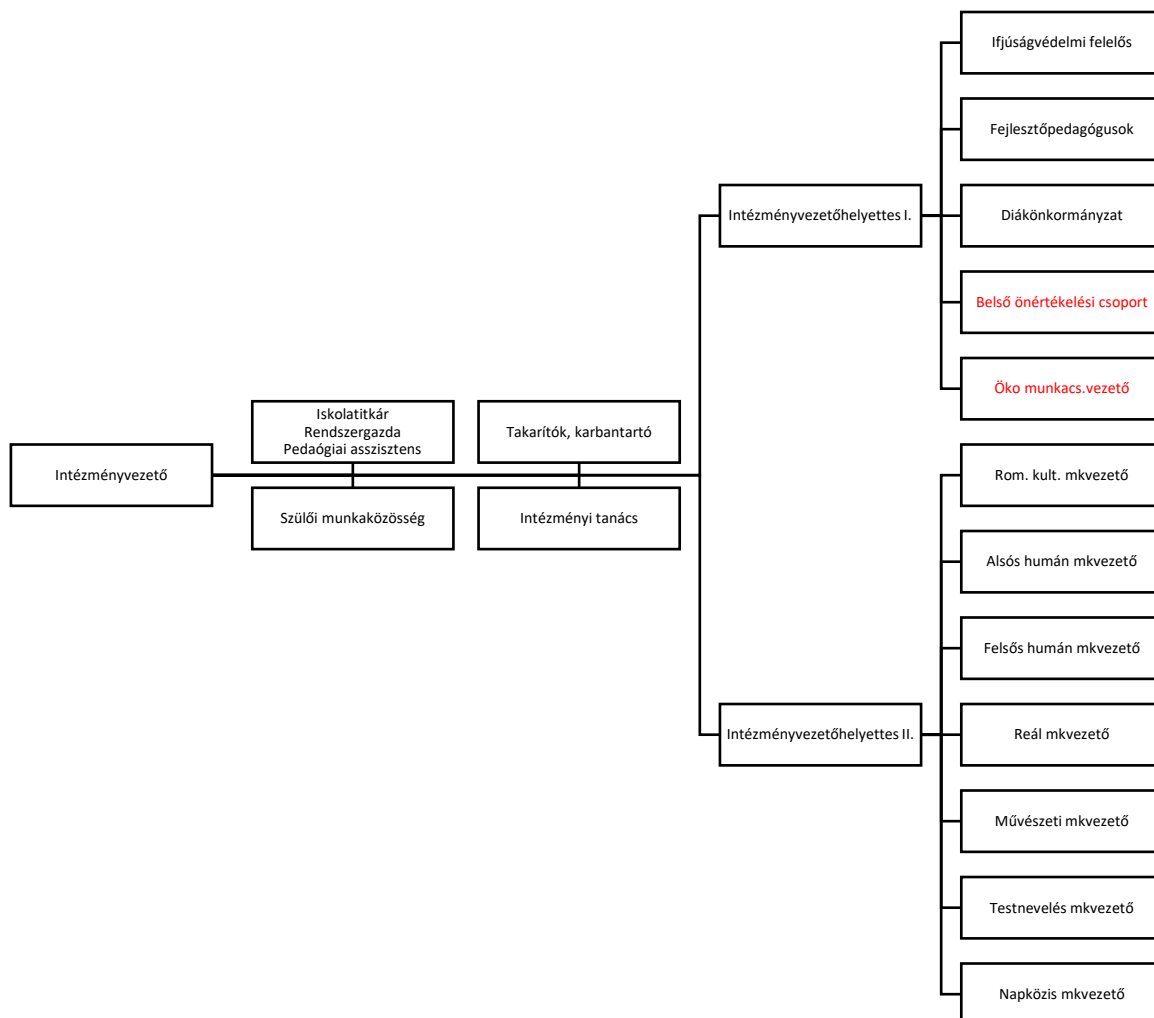 Intézményvezető
Iskolatitkár
Rendszergazda
Pedaógiai asszisztens
Szülői munkaközösség
Takarítók, karbantartó
Intézményi tanács
Intézményvezetőhelyettes I.
Ifjúságvédelmi felelős
Fejlesztőpedagógusok
Diákönkormányzat
Belső önértékelési csoport
Öko munkacs.vezető
Intézményvezetőhelyettes II.
Rom. kult. mkvezető
Alsós humán mkvezető
Felsős humán mkvezető
Reál mkvezető
Művészeti mkvezető
Testnevelés mkvezető
Napközis mkvezető